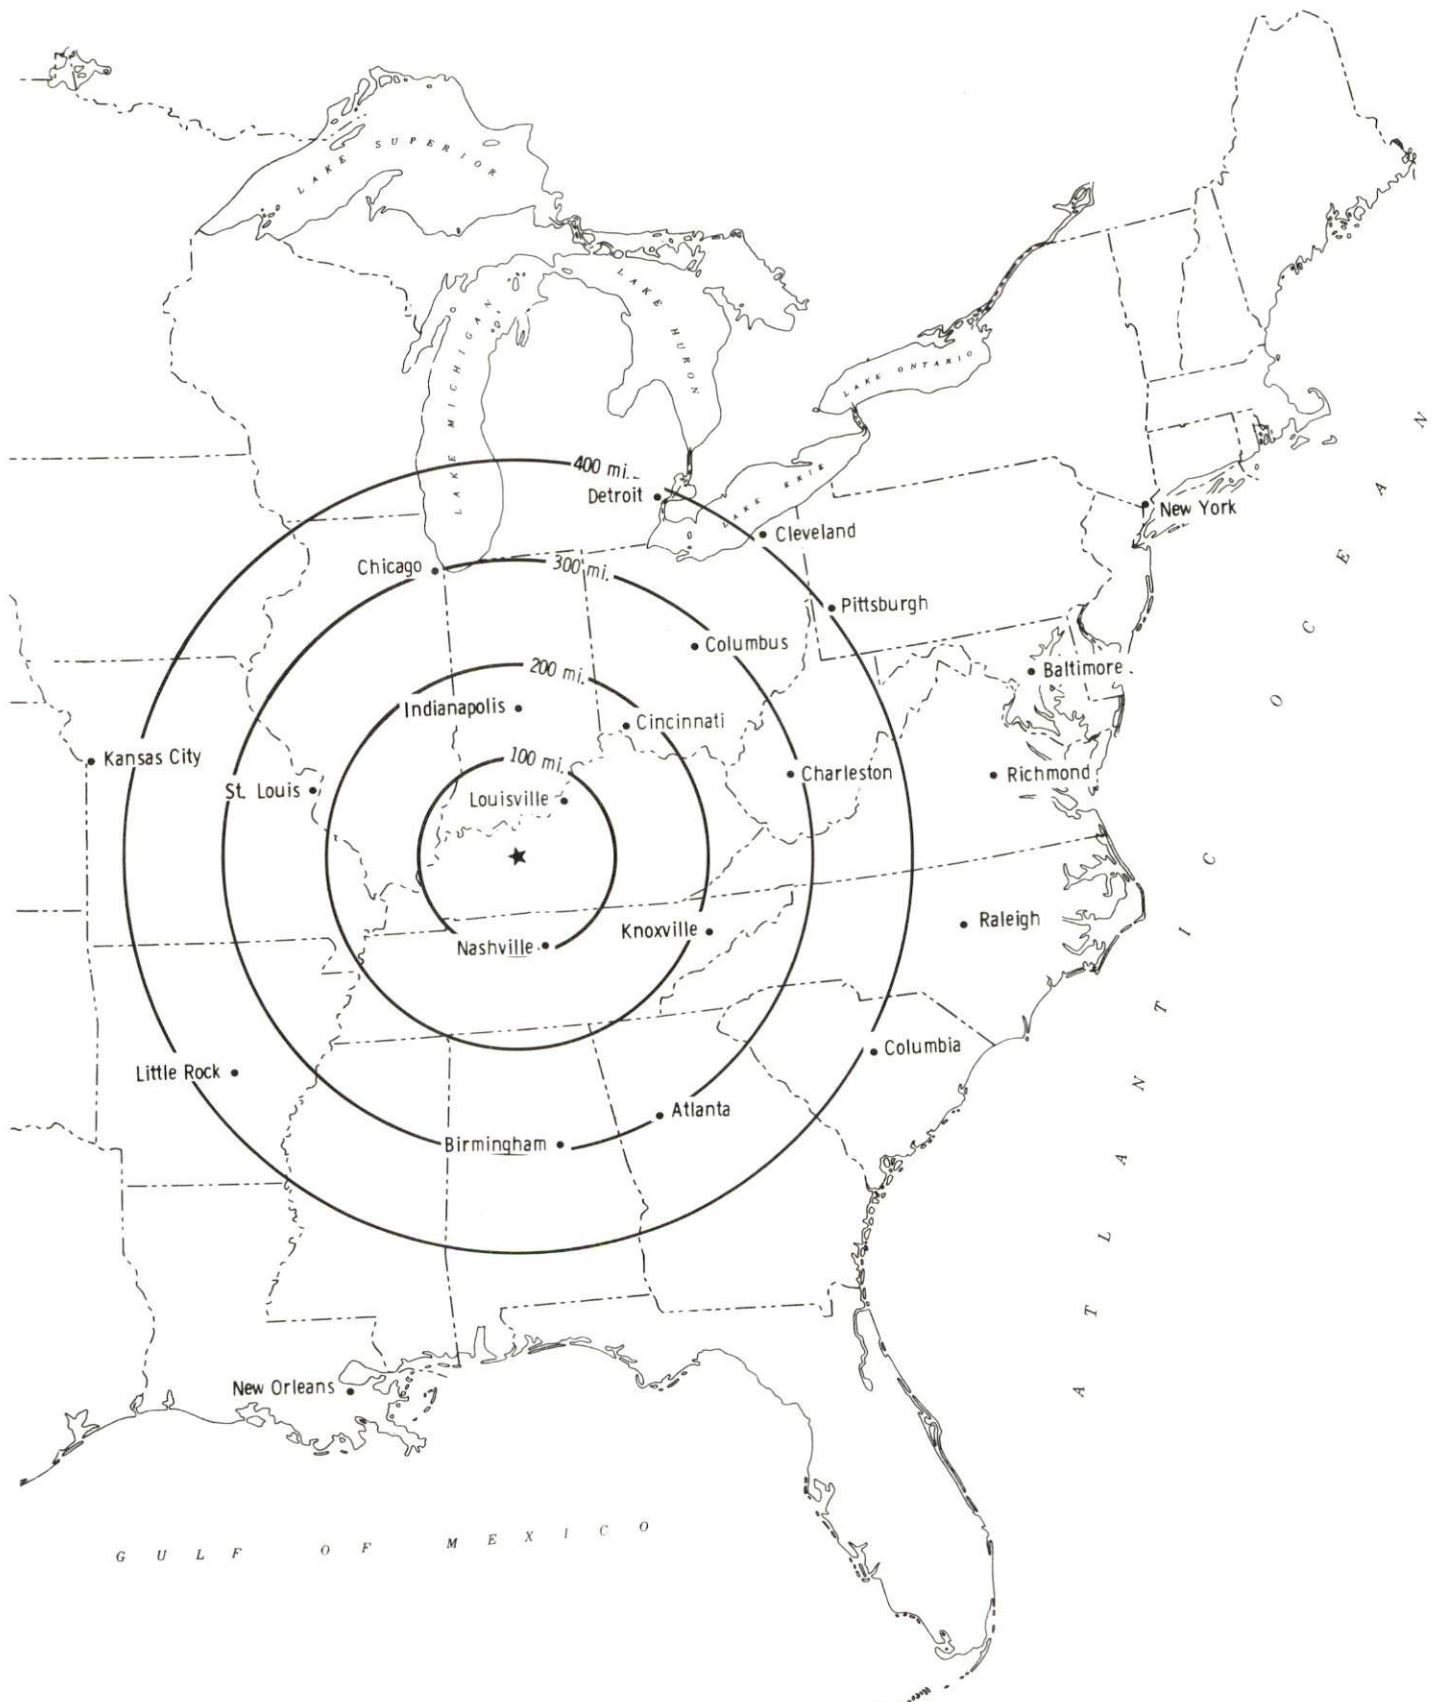 LAKE SUPERIOR
LAKE MICHIGAN
LAKE HURON
LAKE ONTARIO
LAKE ERIE
400 mi.
Detroit
Cleveland
New York
Chicago
300 mi.
Pittsburgh
Columbus
200 mi.
Baltimore
Indianapolis
Cincinnati
100 mi.
Kansas City
St. Louis
Louisville
Charleston
Richmond
Nashville
Knoxville
Raleigh
Little Rock
Columbia
Birmingham
Atlanta
New Orleans
ATLANTIC OCEAN
GULF OF MEXICO